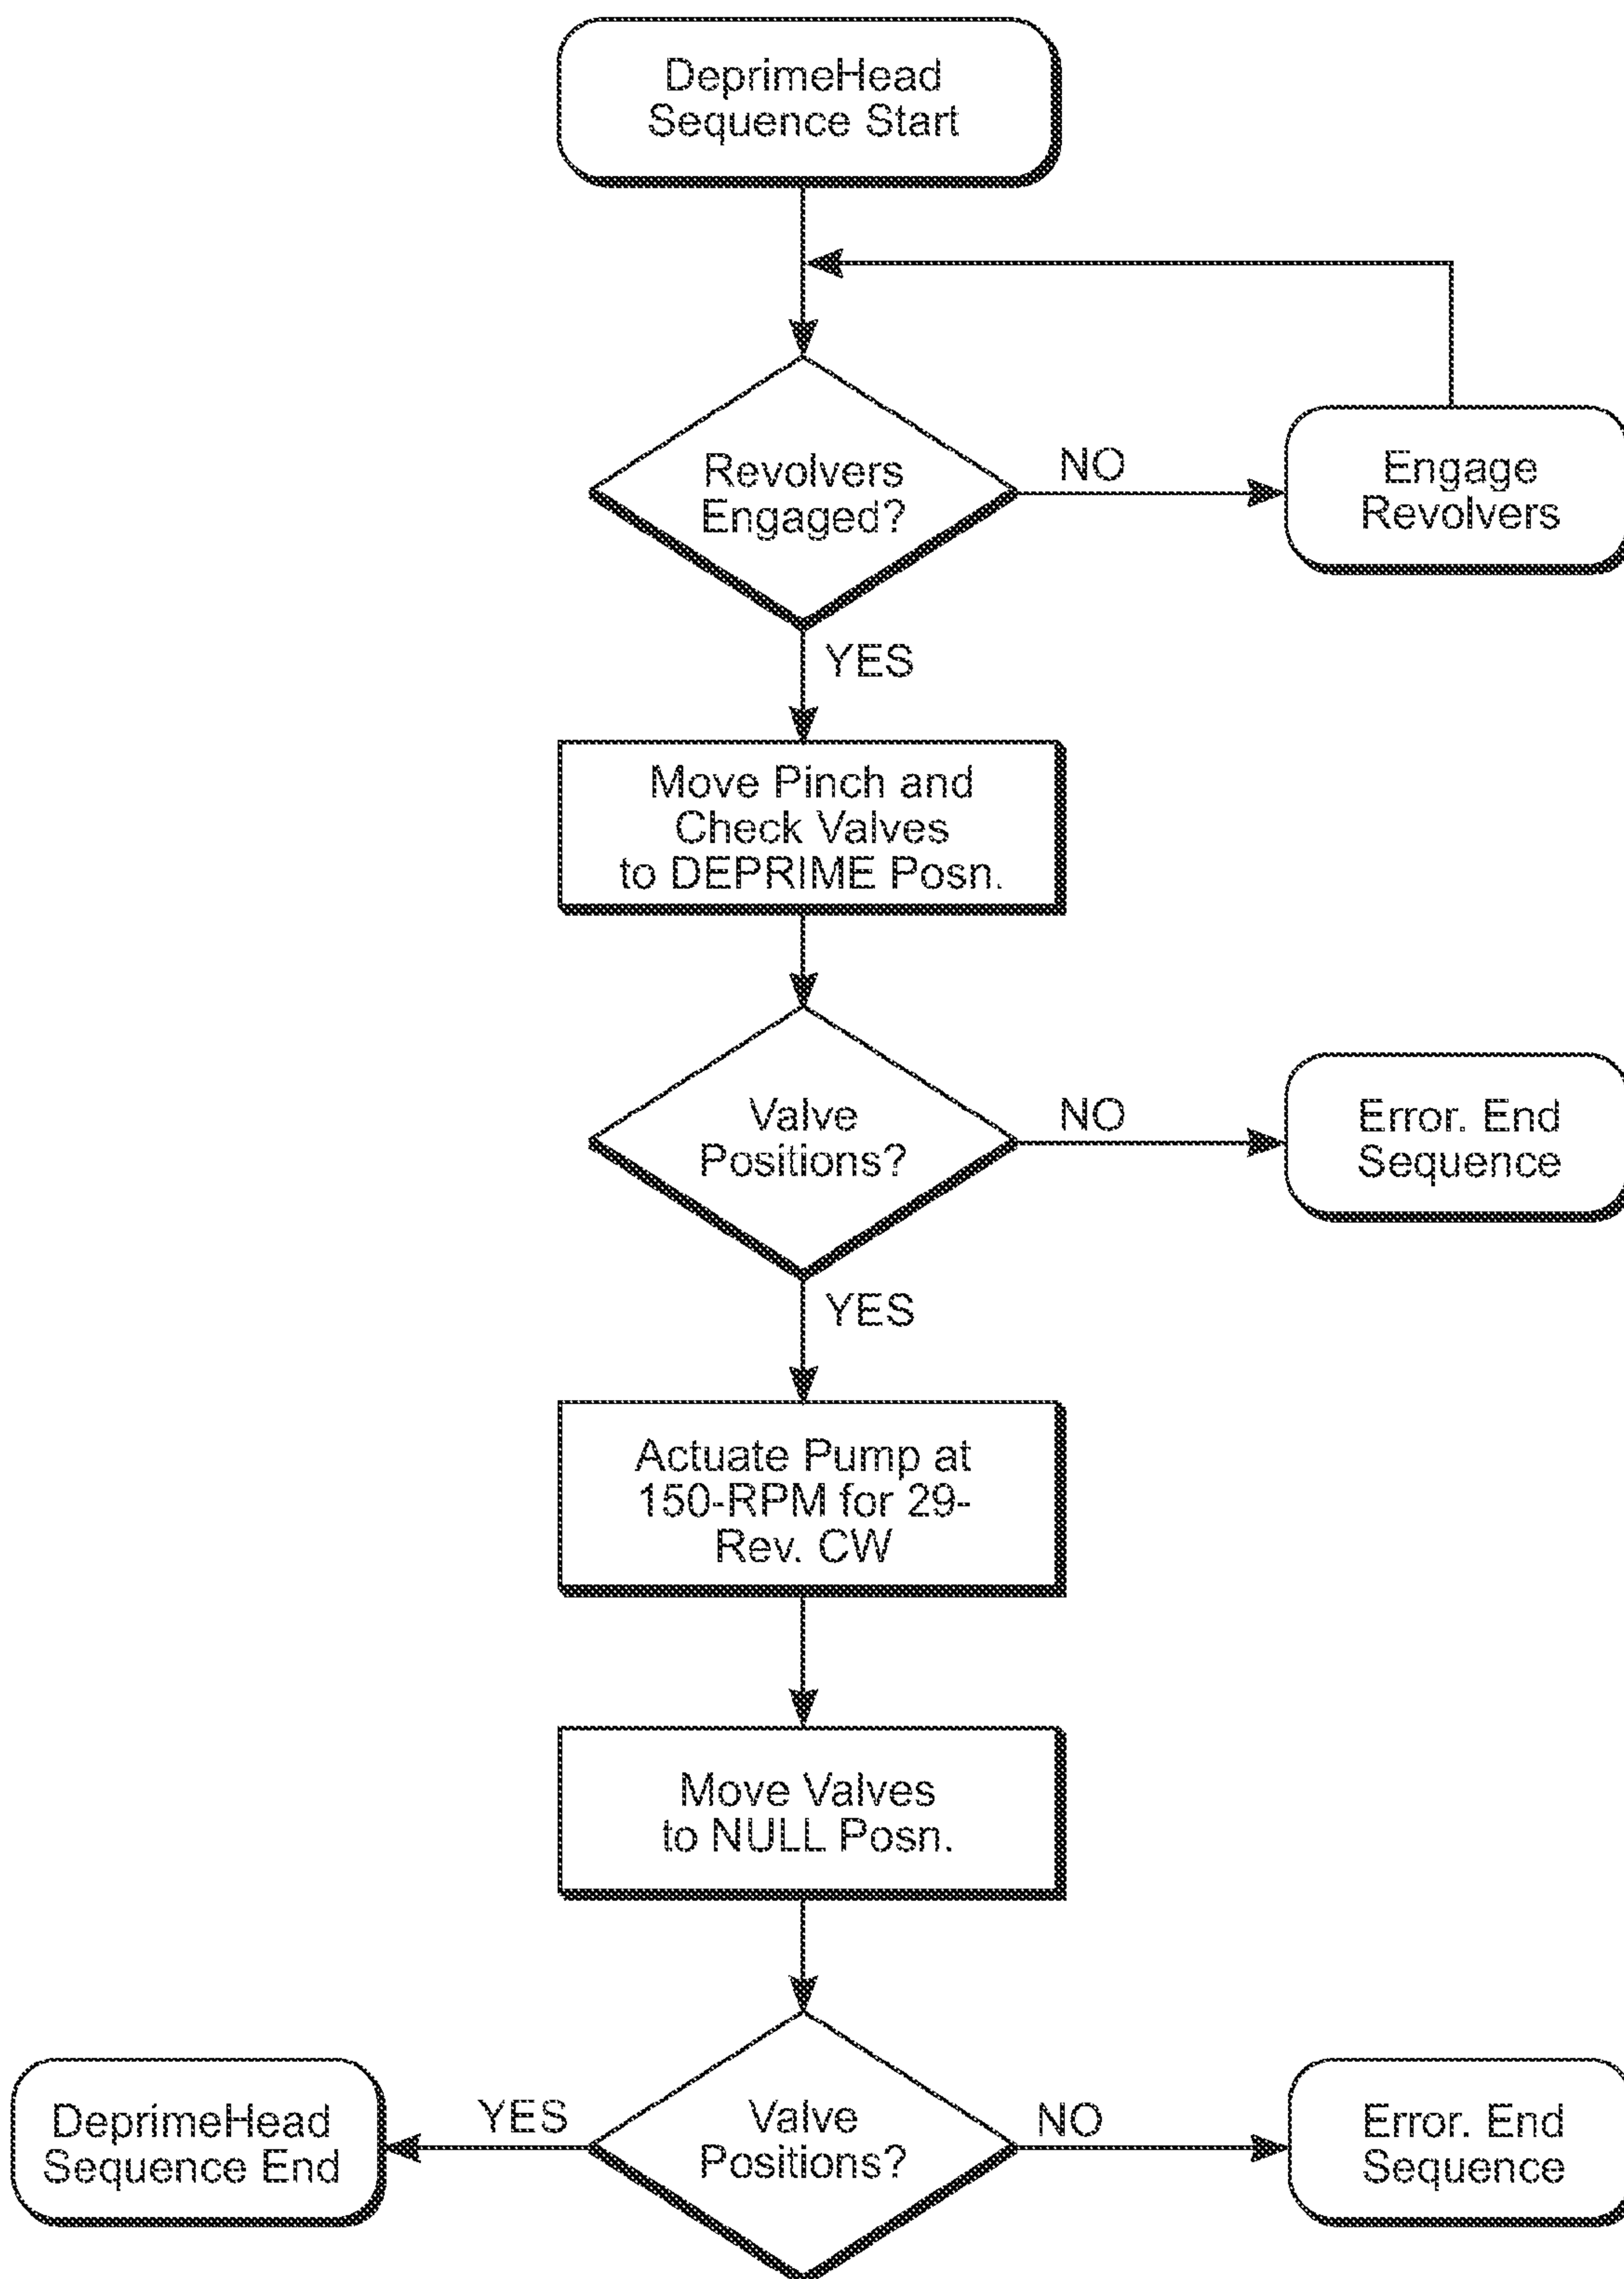 DeprimeHead
Sequence Start
Revolvers
Engaged?
NO
Engage
Revolvers
YES
Move Pinch and
Check Valves
to DEPRIME Posn.
Valve
Positions?
NO
Error. End
Sequence
YES
Actuate Pump at
150-RPM for 29-
Rev. CW
Move Valves
to NULL Posn.
DeprimeHead
Sequence End
YES
Valve
Positions?
NO
Error. End
Sequence